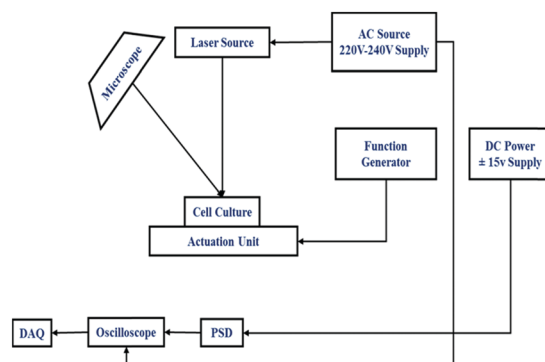 Microscope
Laser Source
AC Source
220V-240V Supply
Function
Generator
DC Power
± 15v Supply
Cell Culture
Actuation Unit
DAQ
Oscilloscope
PSD